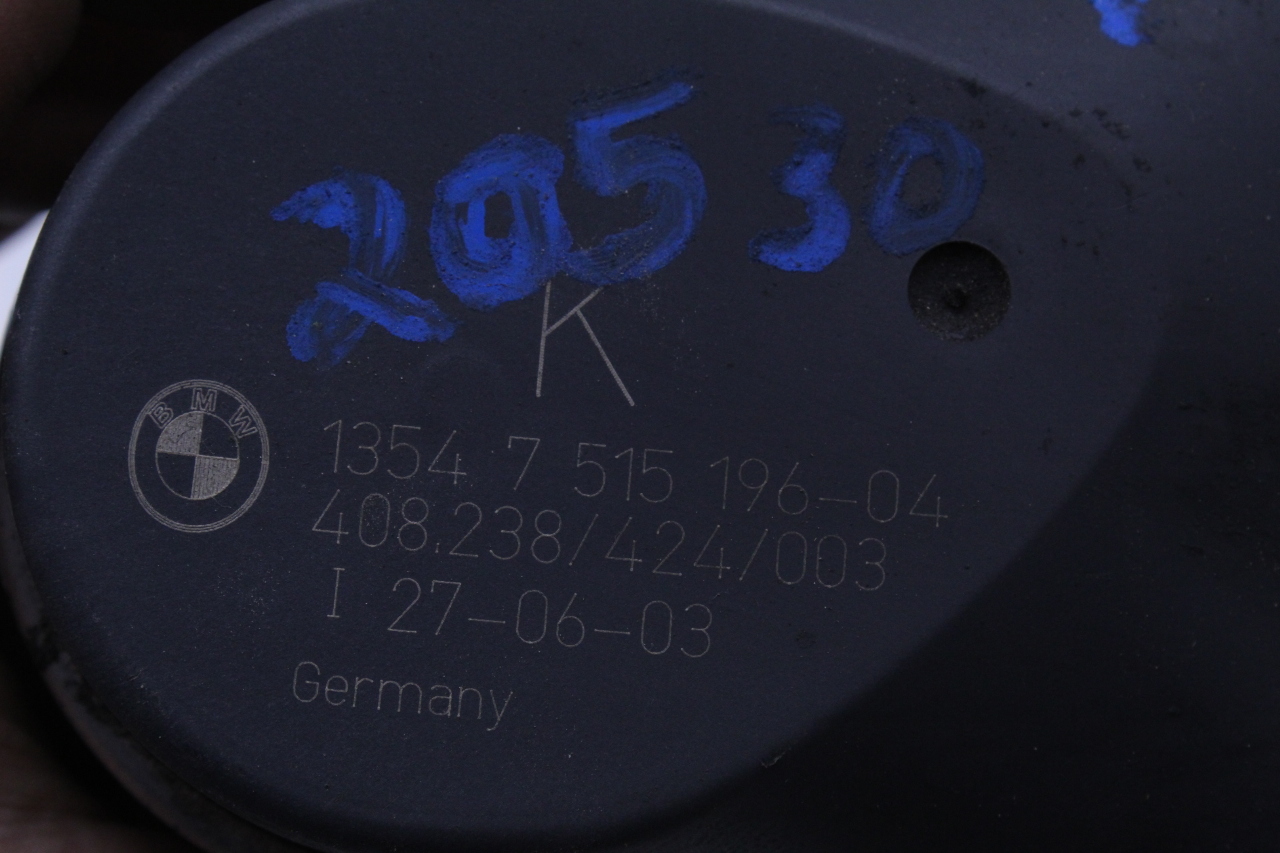 20530
K
BMW
1354 7 515 196-04
408.238/424/003
I 27-06-03
Germany